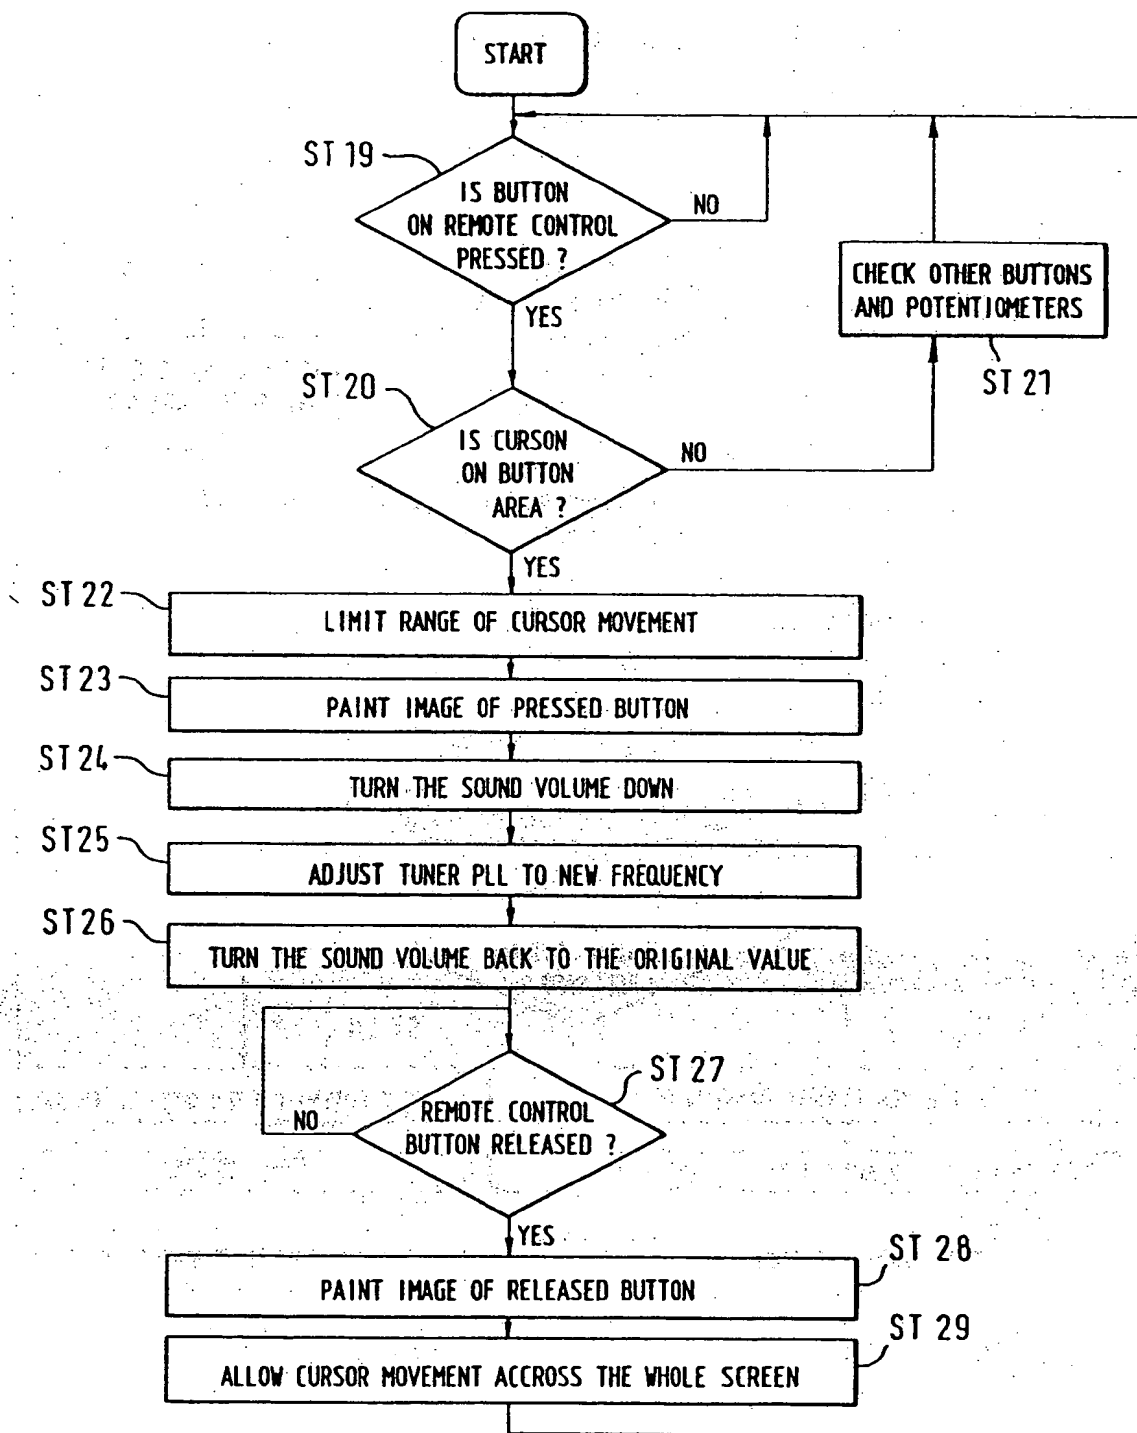 START
ST 19
IS BUTTON
ON REMOTE CONTROL
PRESSED ?
NO
YES
CHECK OTHER BUTTONS
AND POTENTIOMETERS
ST 21
ST 20
IS CURSON
ON BUTTON
AREA ?
NO
YES
ST 22
LIMIT RANGE OF CURSOR MOVEMENT
ST 23
PAINT IMAGE OF PRESSED BUTTON
ST 24
TURN THE SOUND VOLUME DOWN
ST 25
ADJUST TUNER PLL TO NEW FREQUENCY
ST 26
TURN THE SOUND VOLUME BACK TO THE ORIGINAL VALUE
ST 27
REMOTE CONTROL
BUTTON RELEASED ?
NO
YES
ST 28
PAINT IMAGE OF RELEASED BUTTON
ST 29
ALLOW CURSOR MOVEMENT ACCROSS THE WHOLE SCREEN